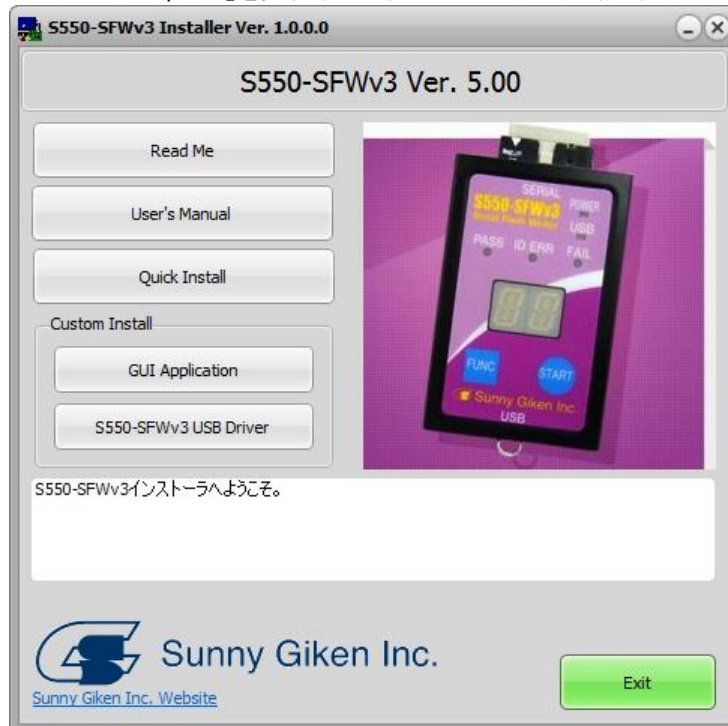 S550-SFWv3 Installer Ver. 1.0.0.0
S550-SFWv3 Ver. 5.00
Read Me
User's Manual
Quick Install
Custom Install
GUI Application
S550-SFWv3 USB Driver
SERIAL
POWER
S550-SFWv3
Serial Flash Writer
USB
PASS ID ERR FAIL
FUNC
START
Sunny Giken Inc.
USB
S550-SFWv3インストーラへようこそ。
Sunny Giken Inc.
Sunny Giken Inc. Website
Exit